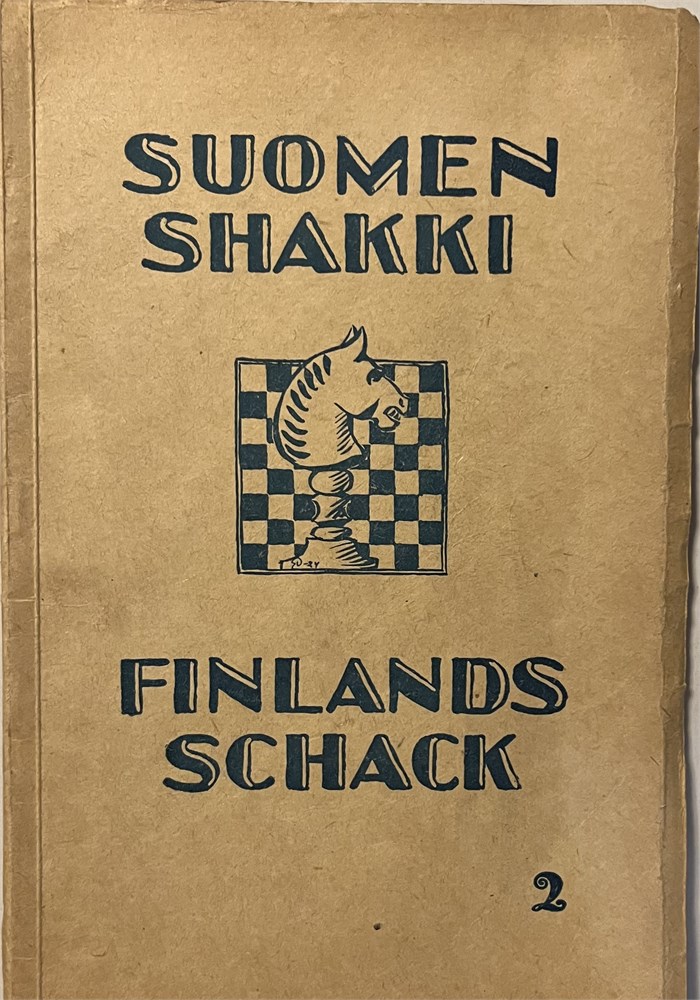 SUOMEN
SHAKKI
FINLANDS
SCHACK
2